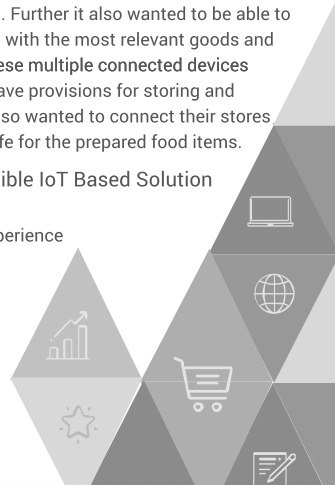 . Further it also wanted to be able to
with the most relevant goods and
ese multiple connected devices
ave provisions for storing and
so wanted to connect their stores
fe for the prepared food items.
ible IoT Based Solution
perience